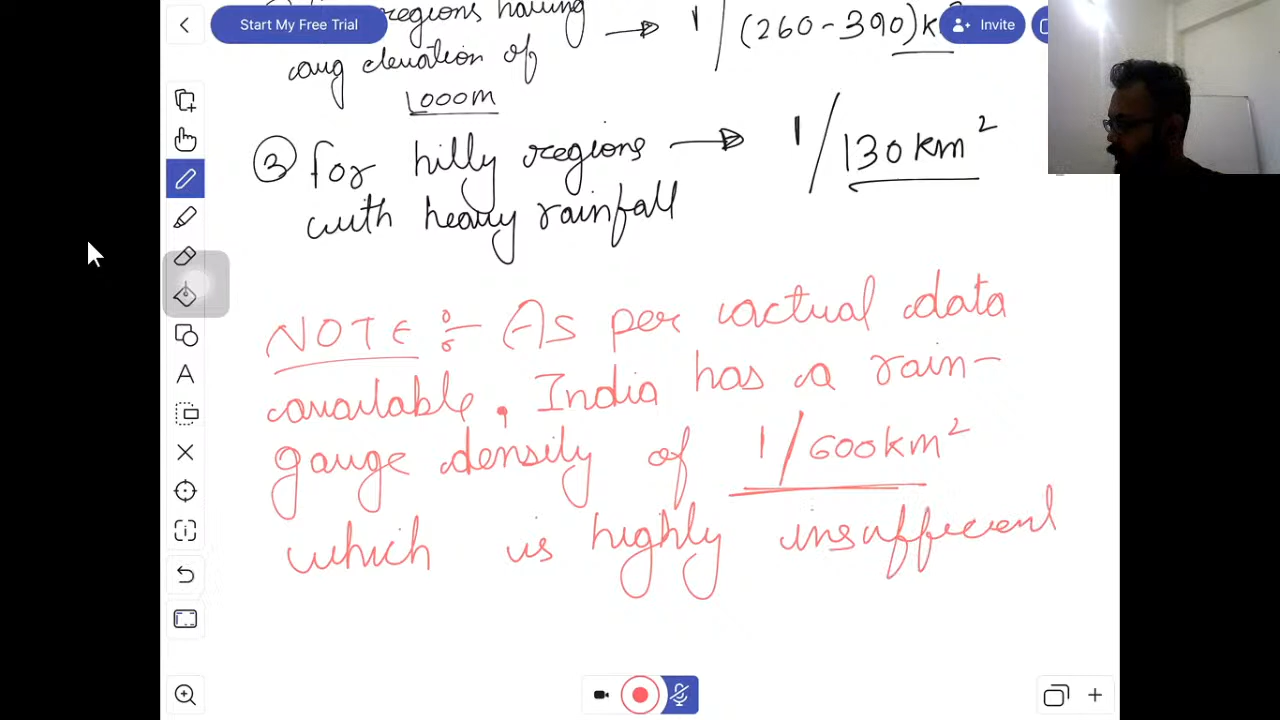 Start My Free Trial
Invite
regions having → 1/(260-390)k
avg elevation of
1000M
③ For hilly regions → 1/130 km²
with heavy rainfall
NOTE :- As per actual data
available, India has a rain-
gauge density of 1/600km²
which is highly insufficient